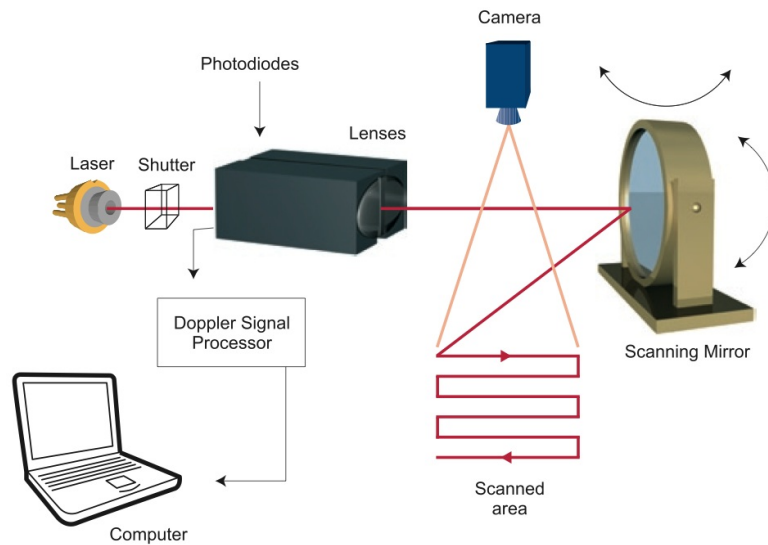 Camera
Photodiodes
Lenses
Laser
Shutter
Doppler Signal
Processor
Scanning Mirror
Scanned
area
Computer